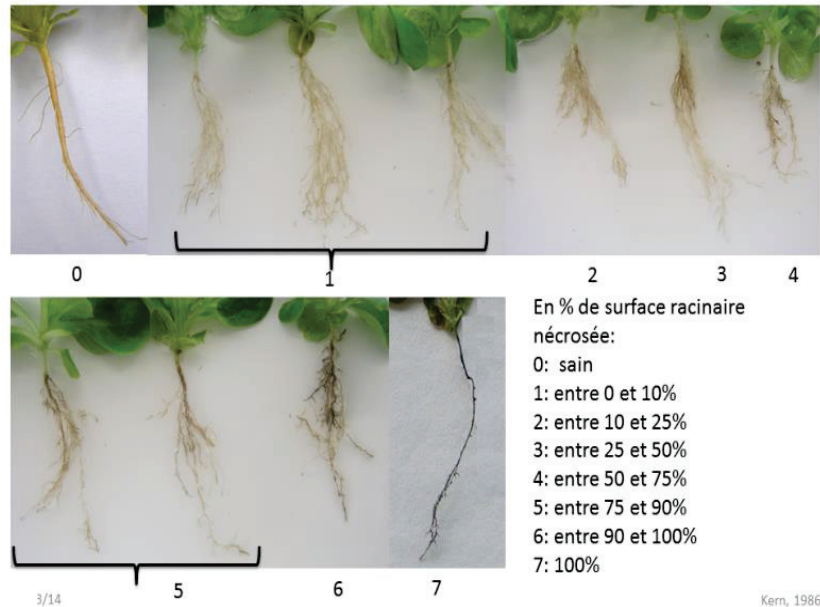 0
1
2
3
4
En % de surface racinaire
nécrosée:
0: sain
1: entre 0 et 10%
2: entre 10 et 25%
3: entre 25 et 50%
4: entre 50 et 75%
5: entre 75 et 90%
6: entre 90 et 100%
7: 100%
5
6
7
3/14
Kern, 1986